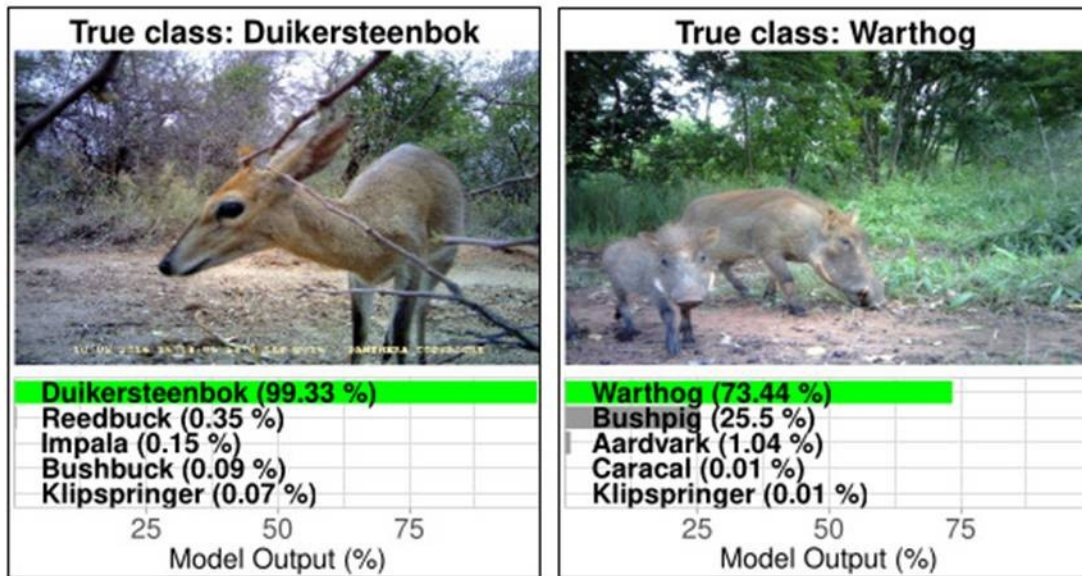 True class: Duikersteenbok
Duikersteenbok (99.33 %)
Reedbuck (0.35 %)
Impala (0.15 %)
Bushbuck (0.09 %)
Klipspringer (0.07 %)
25 50 75
Model Output (%)
True class: Warthog
Warthog (73.44 %)
Bushpig (25.5 %)
Aardvark (1.04 %)
Caracal (0.01 %)
Klipspringer (0.01 %)
25 50 75
Model Output (%)